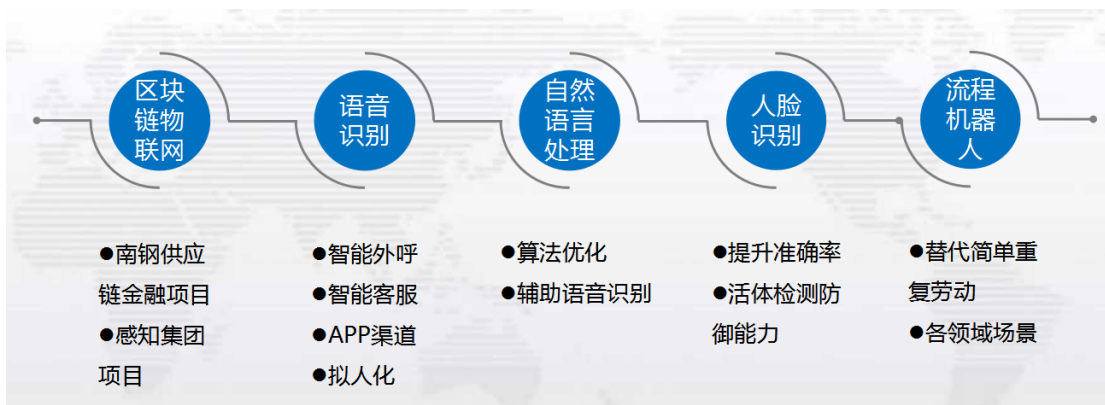 区块
链物
联网
语音
识别
自然
语言
处理
人脸
识别
流程
机器
人
●南钢供应
链金融项目
●感知集团
项目
●智能外呼
●智能客服
●APP渠道
●拟人化
●算法优化
●辅助语音识别
●提升准确率
●活体检测防
御能力
●替代简单重
复劳动
●各领域场景